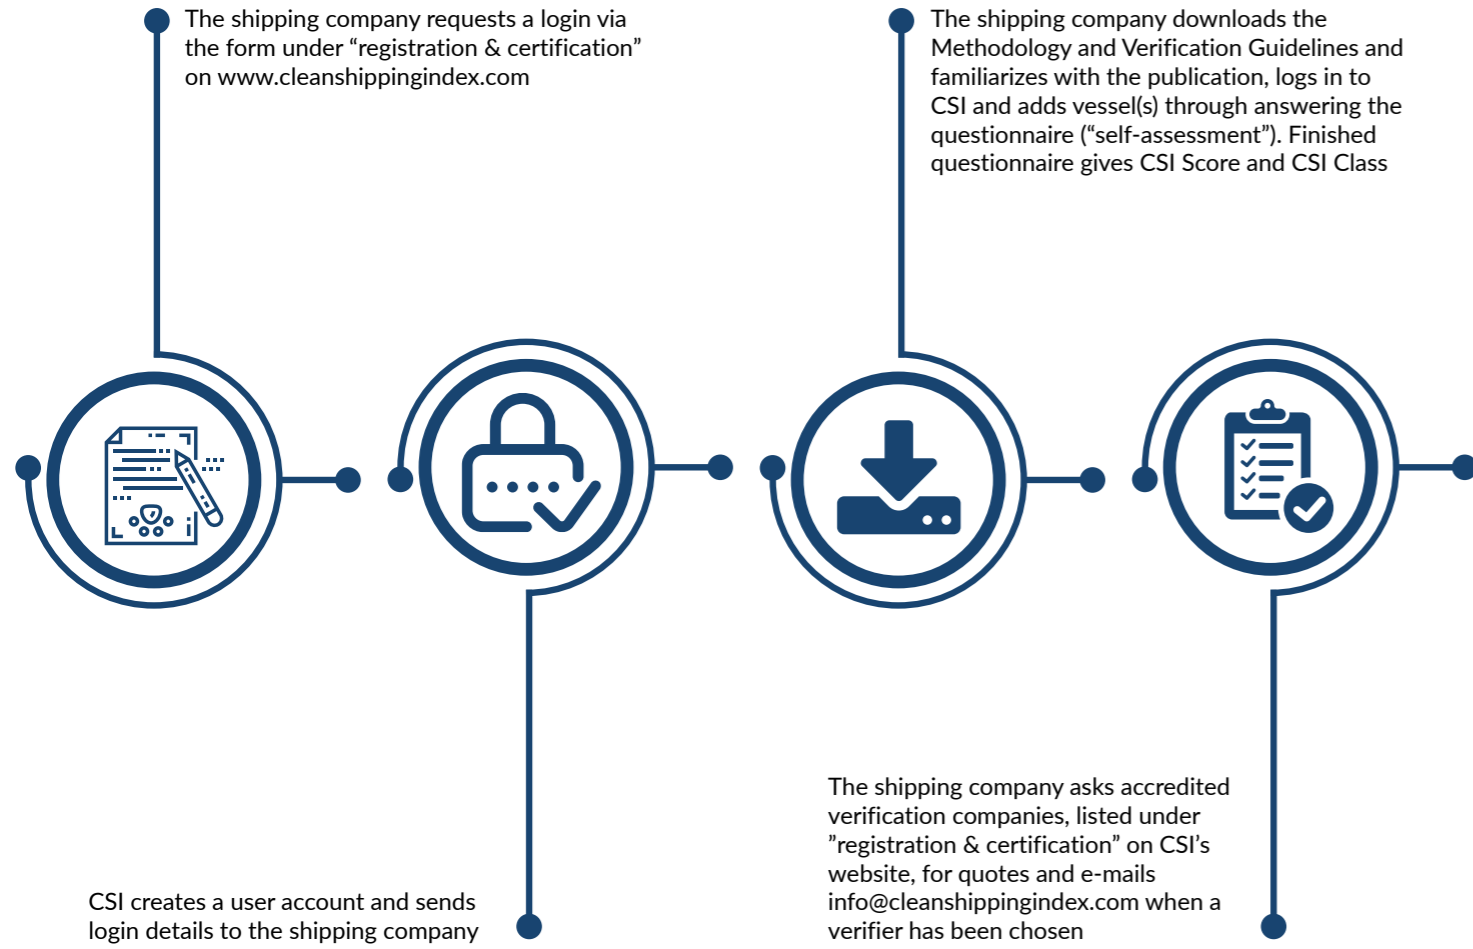 The shipping company requests a login via
the form under “registration & certification”
on www.cleanshippingindex.com
CSI creates a user account and sends
login details to the shipping company
The shipping company downloads the
Methodology and Verification Guidelines and
familiarizes with the publication, logs in to
CSI and adds vessel(s) through answering the
questionnaire (“self-assessment”). Finished
questionnaire gives CSI Score and CSI Class
The shipping company asks accredited
verification companies, listed under
”registration & certification” on CSI’s
website, for quotes and e-mails
info@cleanshippingindex.com when a
verifier has been chosen